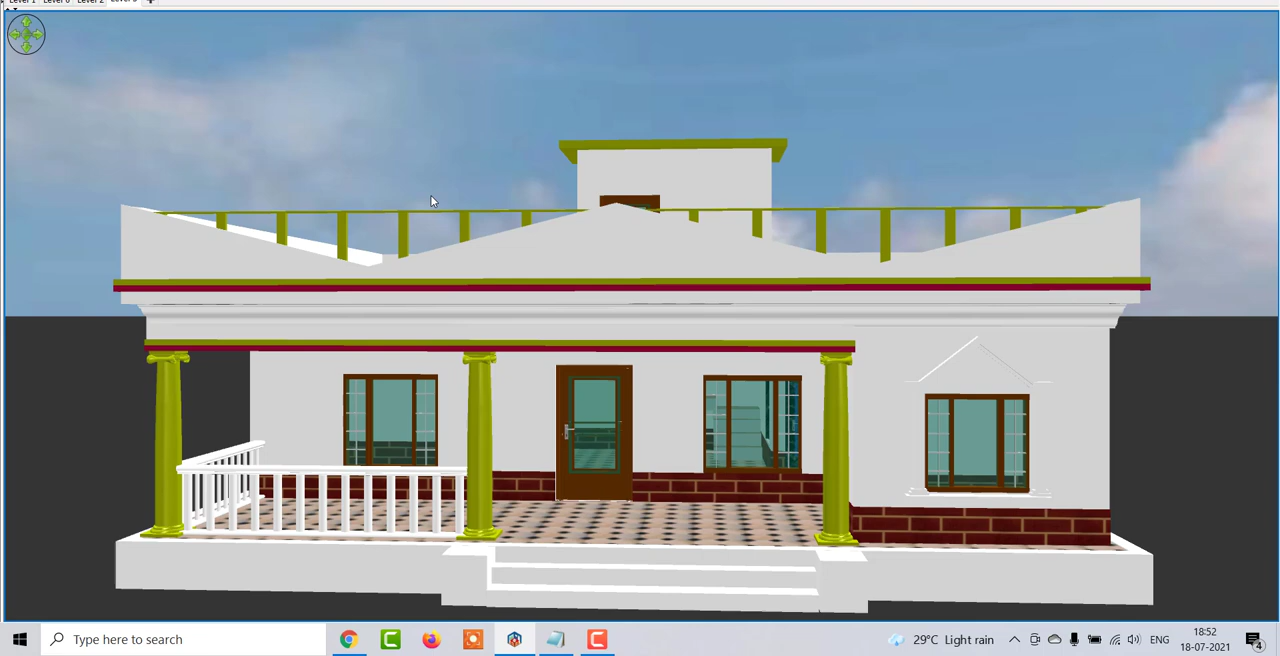 Type here to search
29°C Light rain
ENG
18:52
18-07-2021
4